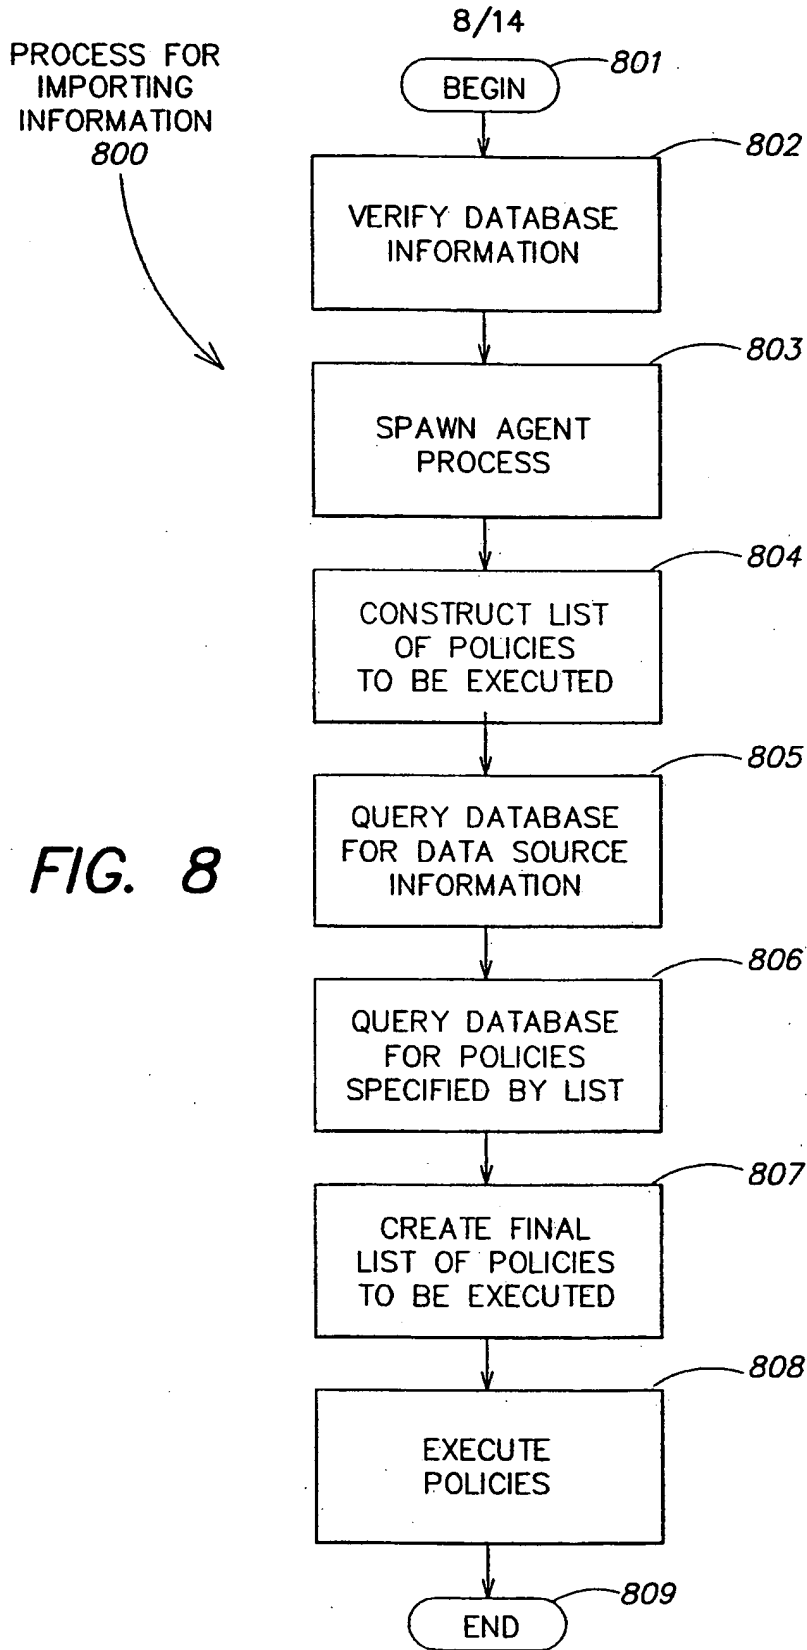 8/14
PROCESS FOR
IMPORTING
INFORMATION
800
BEGIN
801
802
VERIFY DATABASE
INFORMATION
803
SPAWN AGENT
PROCESS
804
CONSTRUCT LIST
OF POLICIES
TO BE EXECUTED
805
QUERY DATABASE
FOR DATA SOURCE
INFORMATION
FIG. 8
806
QUERY DATABASE
FOR POLICIES
SPECIFIED BY LIST
807
CREATE FINAL
LIST OF POLICIES
TO BE EXECUTED
808
EXECUTE
POLICIES
809
END